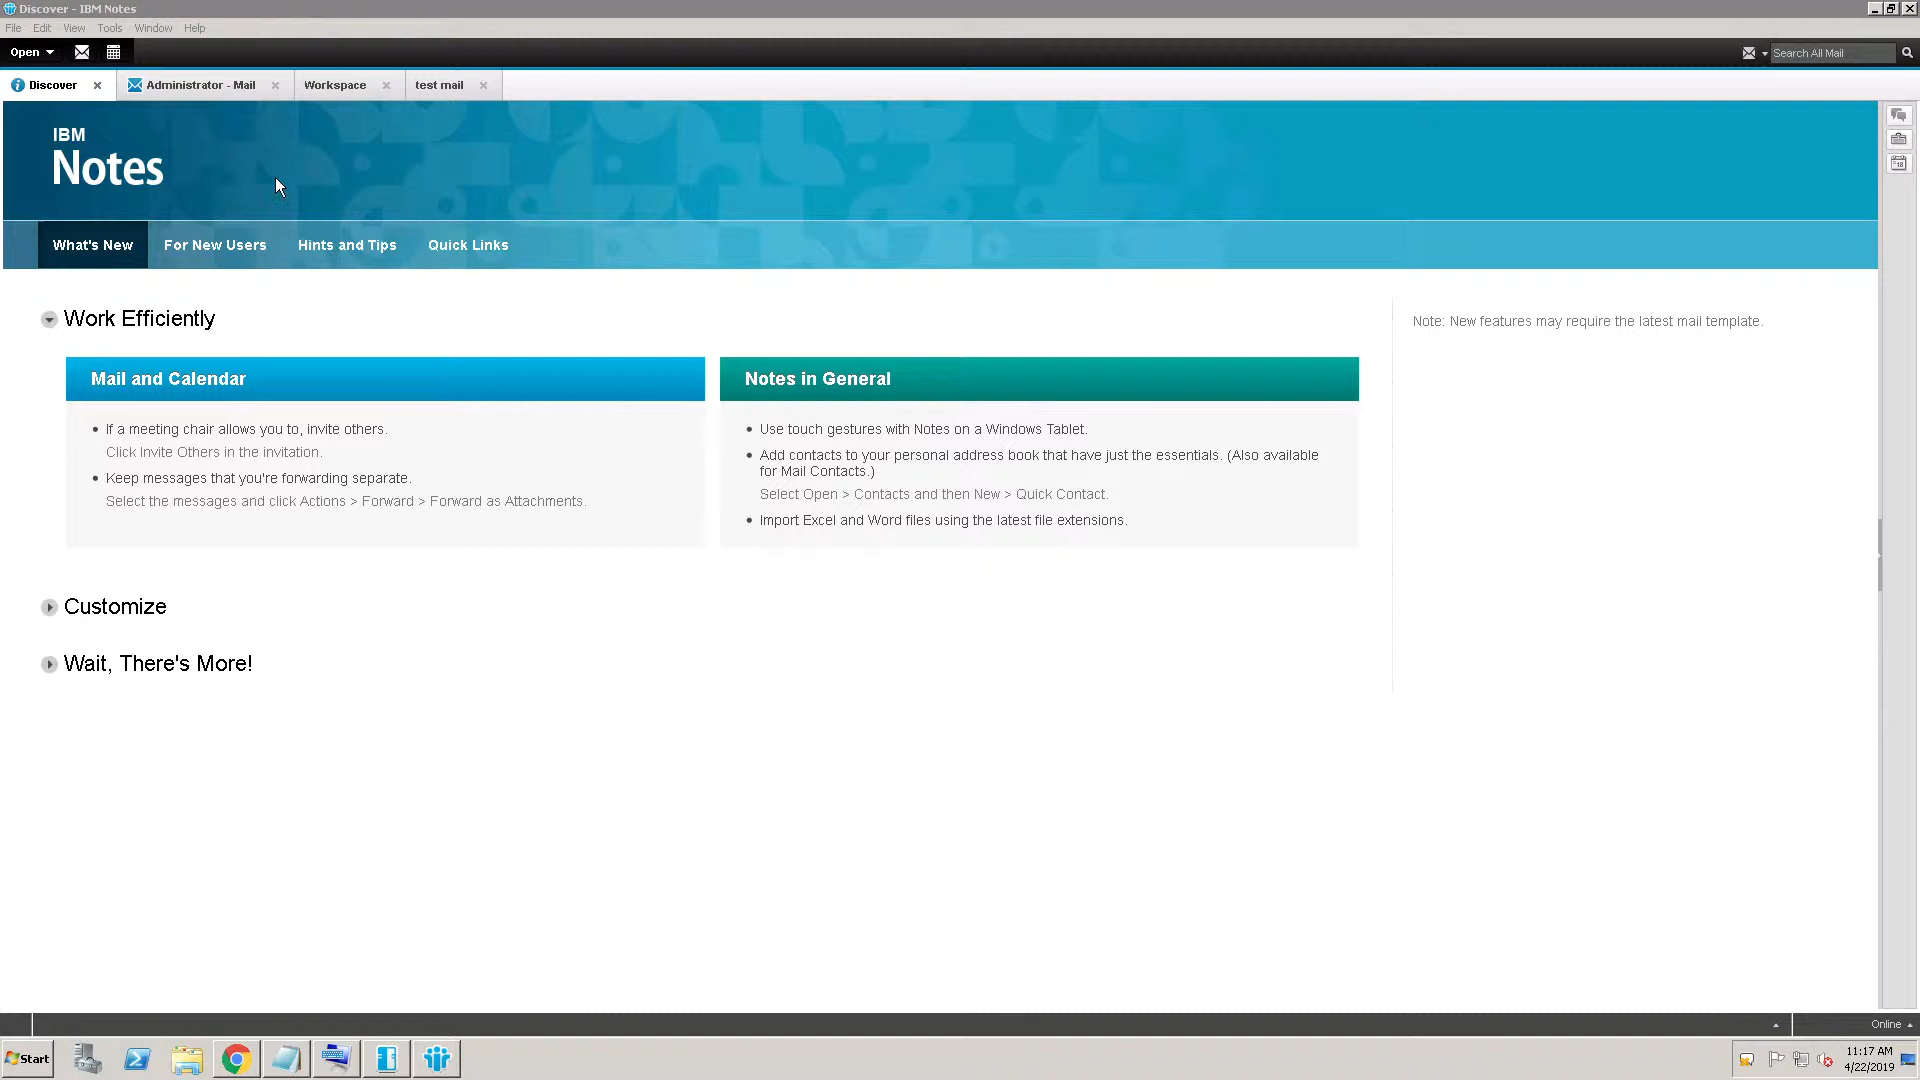 Discover - IBM Notes
File Edit View Tools Window Help
Open Search All Mail
Discover Administrator - Mail Workspace test mail
IBM
Notes
What's New For New Users Hints and Tips Quick Links
Work Efficiently
Note: New features may require the latest mail template.
Mail and Calendar
If a meeting chair allows you to, invite others.
Click Invite Others in the invitation.
Keep messages that you're forwarding separate.
Select the messages and click Actions > Forward > Forward as Attachments.
Notes in General
Use touch gestures with Notes on a Windows Tablet.
Add contacts to your personal address book that have just the essentials. (Also available
for Mail Contacts.)
Select Open > Contacts and then New > Quick Contact.
Import Excel and Word files using the latest file extensions.
Customize
Wait, There's More!
Online
Start
11:17 AM
4/22/2019